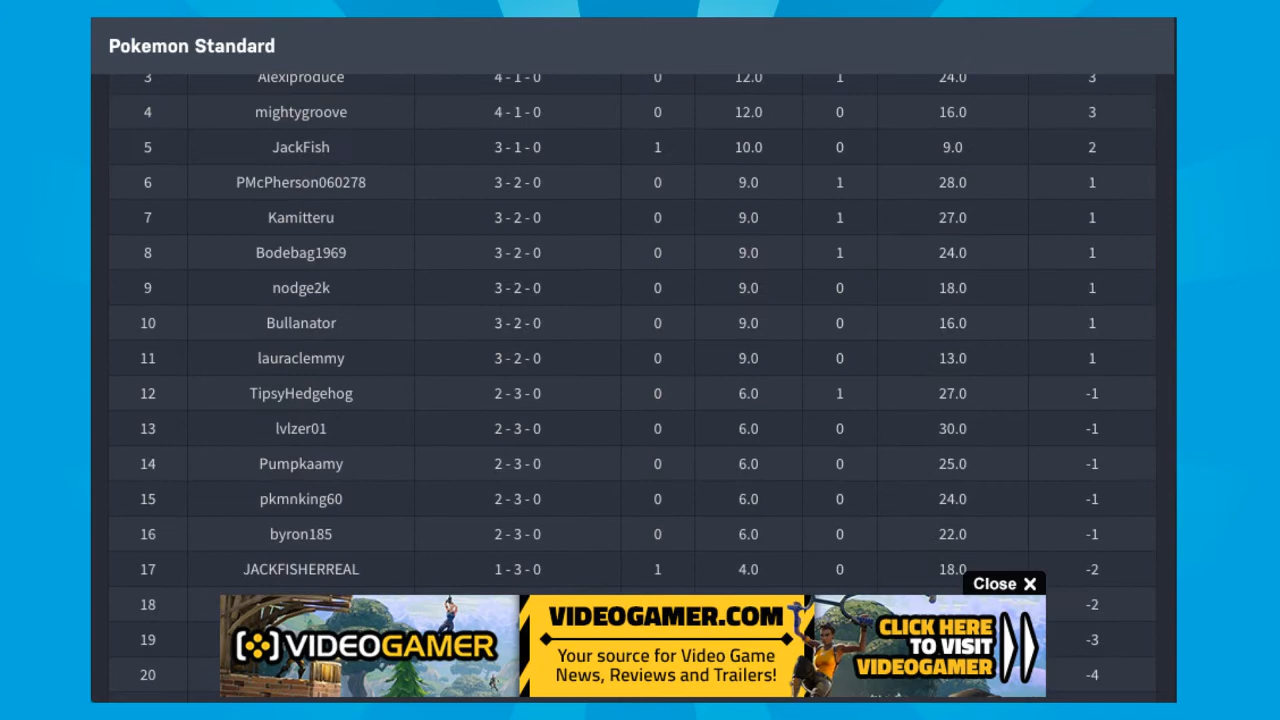 Pokemon Standard
3 Alexiproduce 4 - 1 - 0 0 12.0 1 24.0 3
4 mightygroove 4 - 1 - 0 0 12.0 0 16.0 3
5 JackFish 3 - 1 - 0 1 10.0 0 9.0 2
6 PMcPherson060278 3 - 2 - 0 0 9.0 1 28.0 1
7 Kamitteru 3 - 2 - 0 0 9.0 1 27.0 1
8 Bodebag1969 3 - 2 - 0 0 9.0 1 24.0 1
9 nodge2k 3 - 2 - 0 0 9.0 0 18.0 1
10 Bullanator 3 - 2 - 0 0 9.0 0 16.0 1
11 lauraclemmy 3 - 2 - 0 0 9.0 0 13.0 1
12 TipsyHedgehog 2 - 3 - 0 0 6.0 1 27.0 -1
13 lvlzer01 2 - 3 - 0 0 6.0 0 30.0 -1
14 Pumpkaamy 2 - 3 - 0 0 6.0 0 25.0 -1
15 pkmnking60 2 - 3 - 0 0 6.0 0 24.0 -1
16 byron185 2 - 3 - 0 0 6.0 0 22.0 -1
17 JACKFISHERREAL 1 - 3 - 0 1 4.0 0 18.0 -2
Close X
18 -2
19 -3
20 -4
VIDEOGAMER
VIDEOGAMER.COM
Your source for Video Game
News, Reviews and Trailers!
CLICK HERE
TO VISIT
VIDEOGAMER